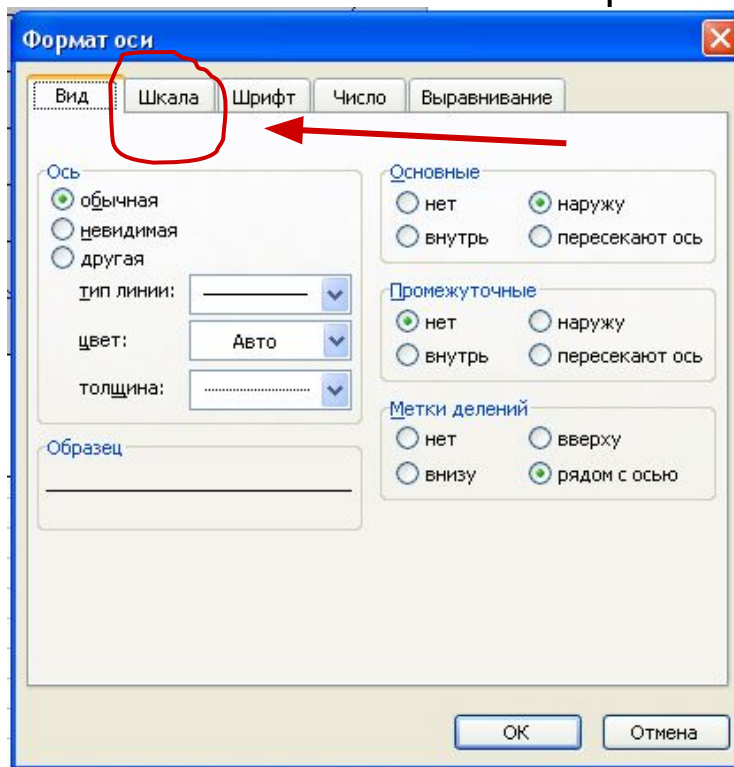 Формат оси
Вид Шкала Шрифт Число Выравнивание
Ось
обычная
невидимая
другая
тип линии:
цвет: Авто
толщина:
Образец
Основные
нет наружу
внутрь пересекают ось
Промежуточные
нет наружу
внутрь пересекают ось
Метки делений
нет вверху
внизу рядом с осью
ОК Отмена